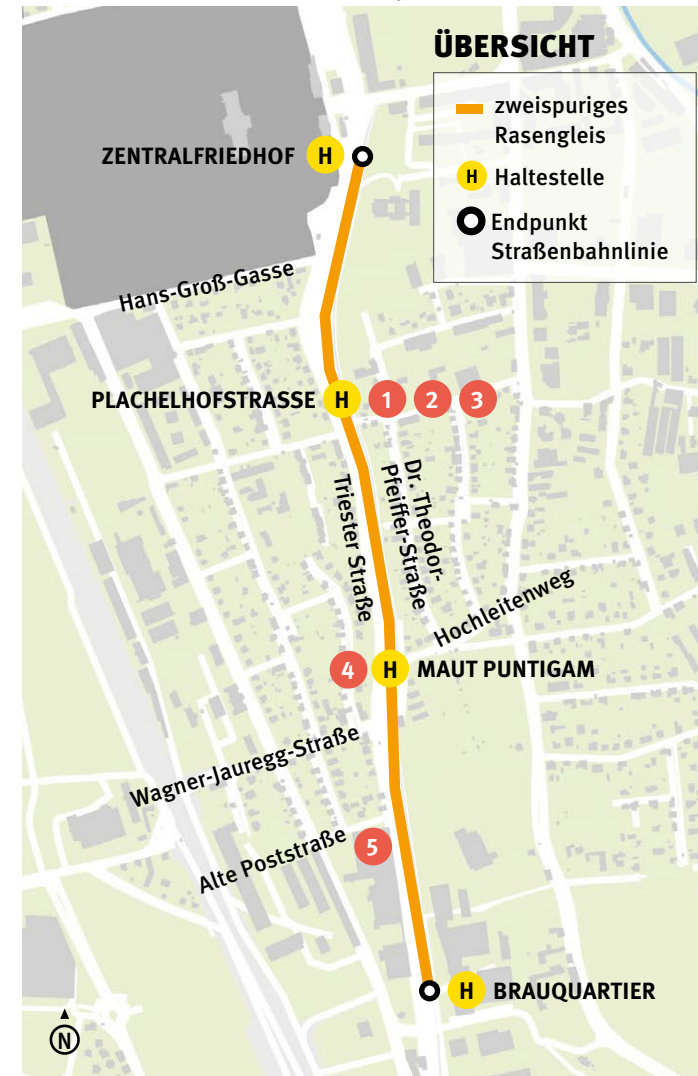 ÜBERSICHT
zweispuriges
Rasengleis
H Haltestelle
Endpunkt
Straßenbahnlinie
ZENTRALFRIEDHOF H
Hans-Groß-Gasse
PLACHELHOFSTRASSE H 1 2 3
Triester Straße
Dr. Theodor-
Pfeiffer-Straße
Hochleitenweg
4 H MAUT PUNTIGAM
Wagner-Jauregg-Straße
Alte Poststraße
5
H BRAUQUARTIER
N